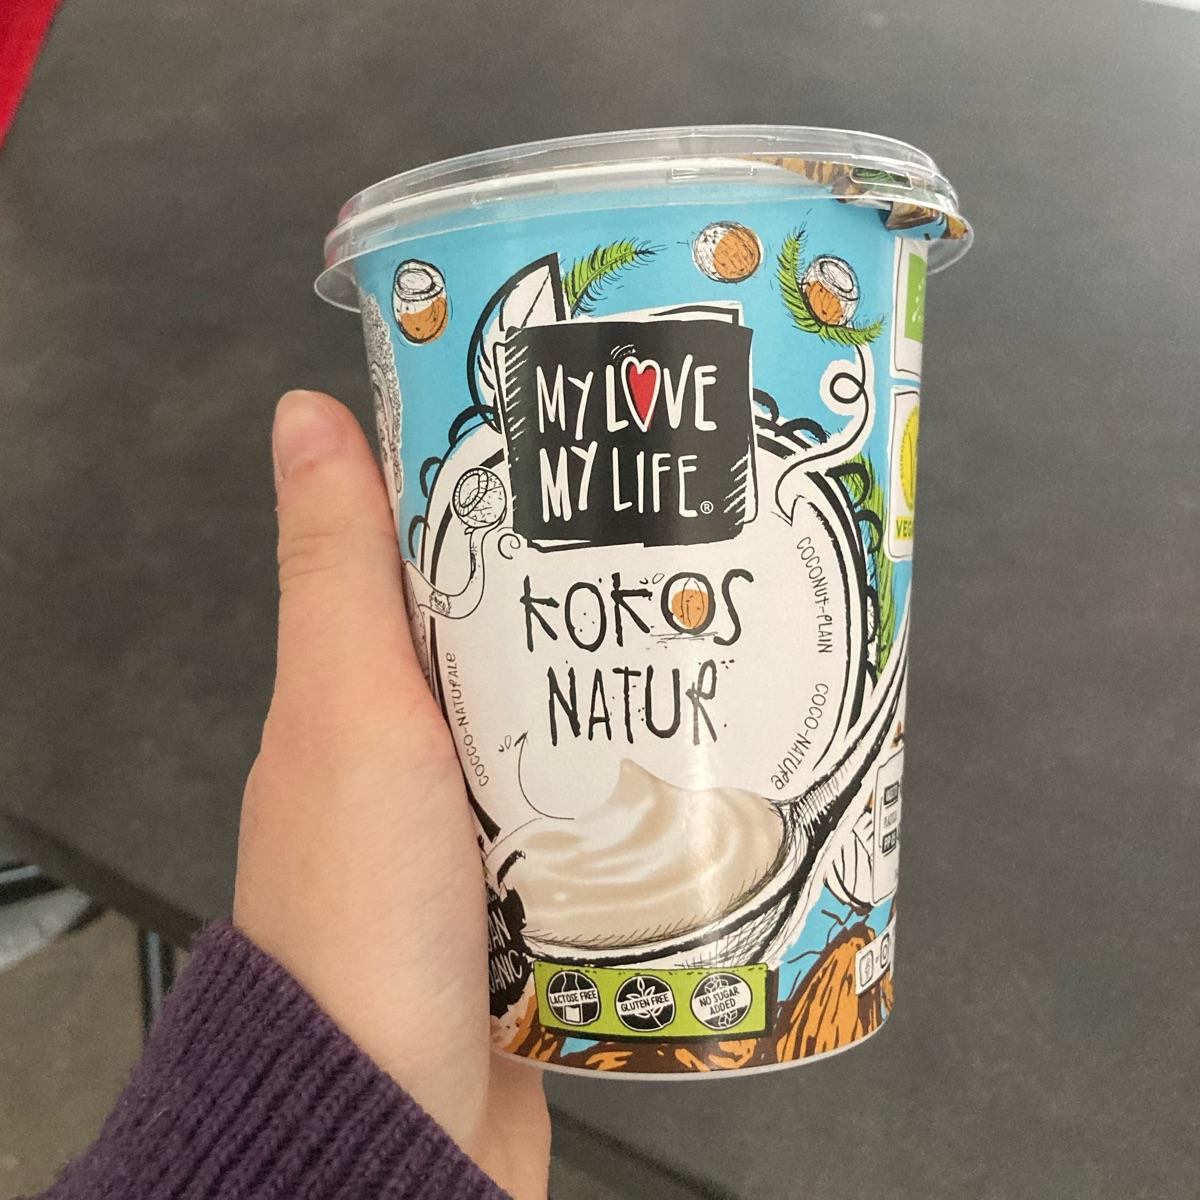 MY LOVE
MY LIFE®
KOKOS
NATUR
COCONUT-PLAIN
COCO-NATURE
COCCO-NATURALE
LACTOSE FREE
GLUTEN FREE
NO SUGAR
ADDED